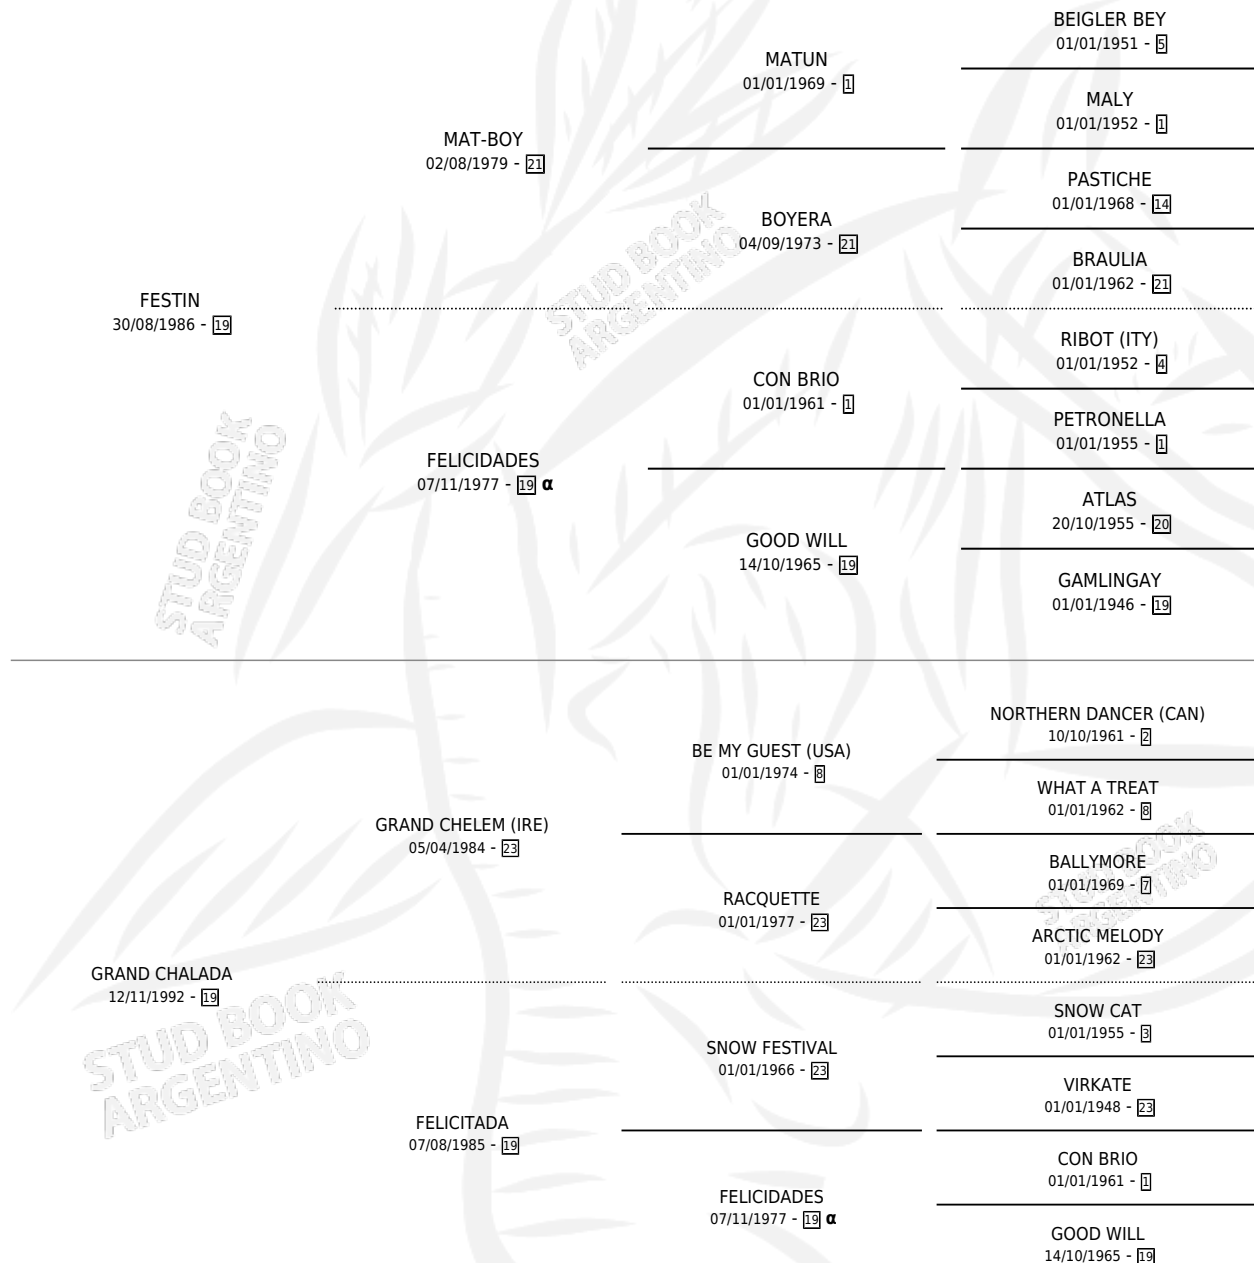 BEIGLER BEY
01/01/1951 - 5
MATUN
01/01/1969 - 1
MALY
01/01/1952 - 1
MAT-BOY
02/08/1979 - 21
PASTICHE
01/01/1968 - 14
BOYERA
04/09/1973 - 21
BRAULIA
01/01/1962 - 21
FESTIN
30/08/1986 - 19
RIBOT (ITY)
01/01/1952 - 4
CON BRIO
01/01/1961 - 1
PETRONELLA
01/01/1955 - 1
FELICIDADES
07/11/1977 - 19 α
ATLAS
20/10/1955 - 20
GOOD WILL
14/10/1965 - 19
GAMLINGAY
01/01/1946 - 19
STUD BOOK
ARGENTINO
STUD BOOK
ARGENTINO
NORTHERN DANCER (CAN)
10/10/1961 - 2
BE MY GUEST (USA)
01/01/1974 - 8
WHAT A TREAT
01/01/1962 - 8
GRAND CHELEM (IRE)
05/04/1984 - 23
BALLYMORE
01/01/1969 - 7
RACQUETTE
01/01/1977 - 23
ARCTIC MELODY
01/01/1962 - 23
GRAND CHALADA
12/11/1992 - 19
SNOW CAT
01/01/1955 - 3
SNOW FESTIVAL
01/01/1966 - 23
VIRKATE
01/01/1948 - 23
FELICITADA
07/08/1985 - 19
CON BRIO
01/01/1961 - 1
FELICIDADES
07/11/1977 - 19 α
GOOD WILL
14/10/1965 - 19
STUD BOOK
ARGENTINO
STUD BOOK
ARGENTINO